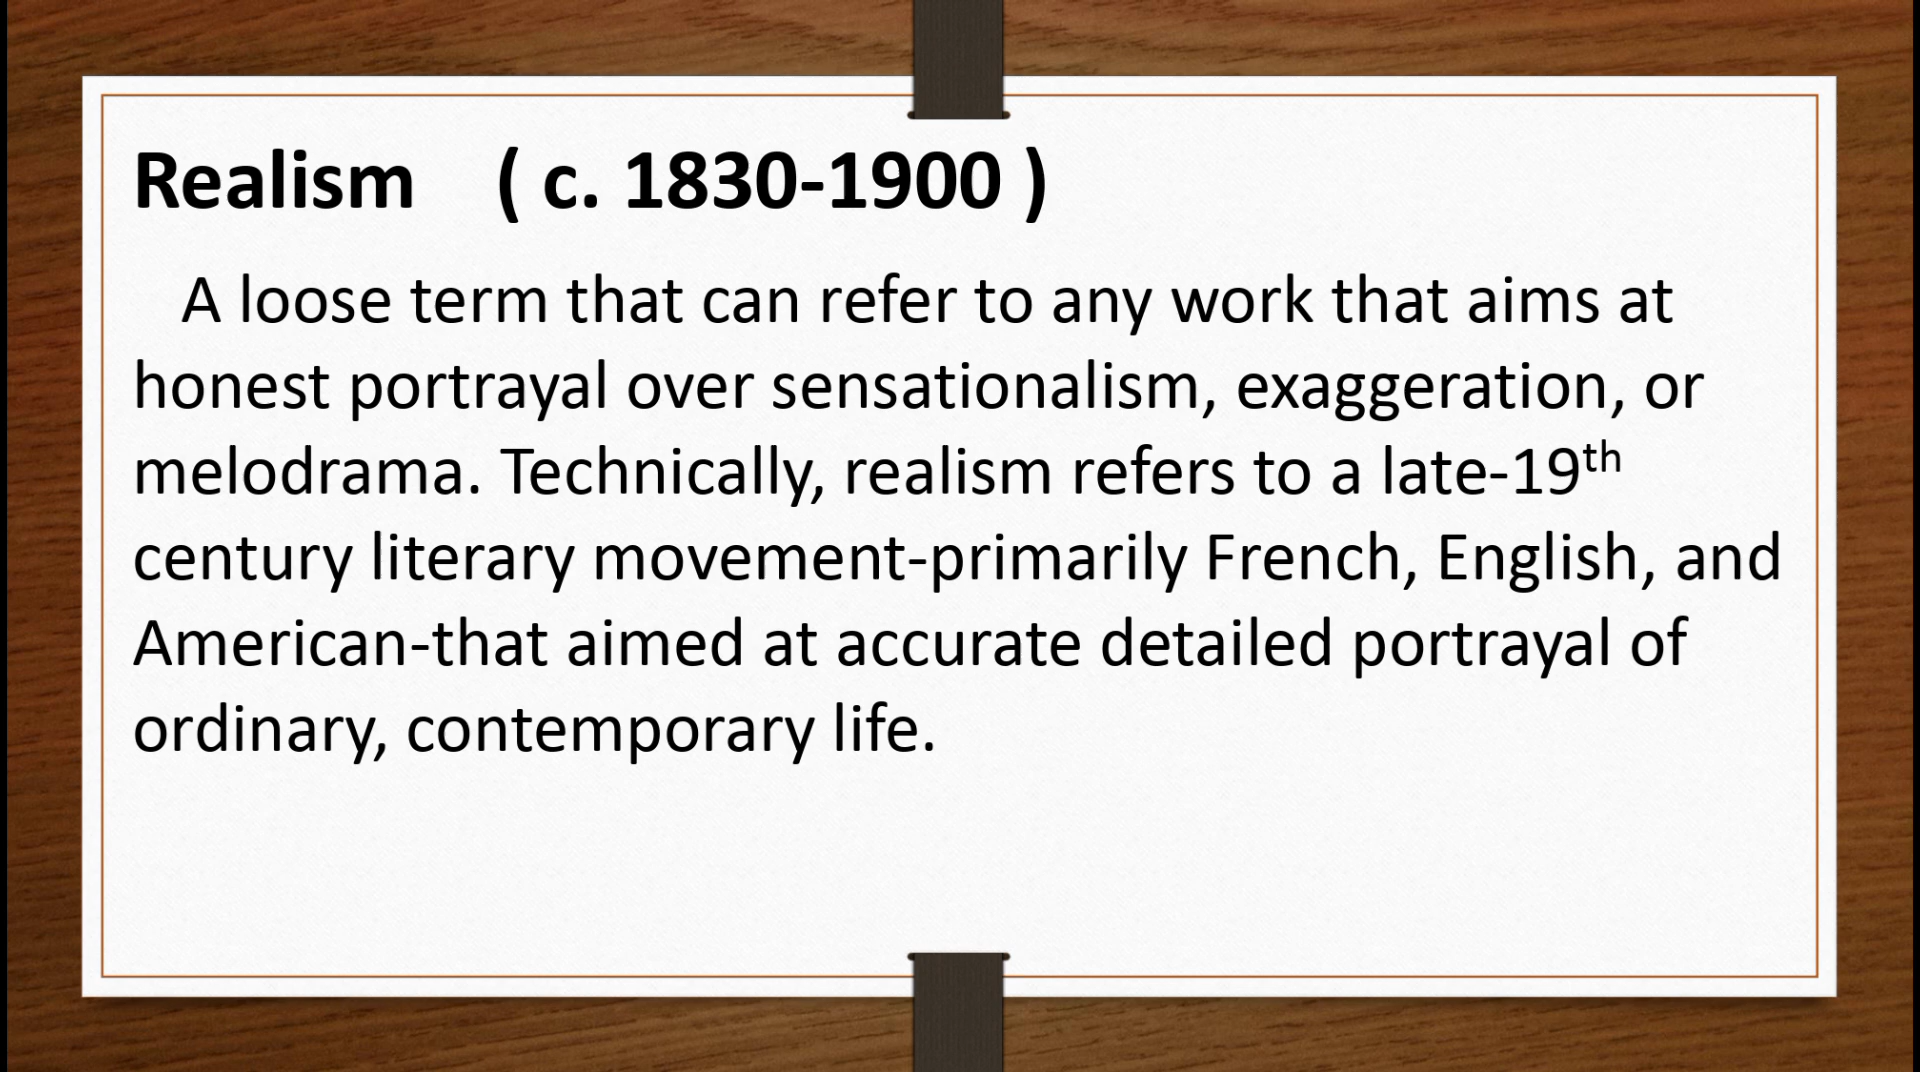 Realism ( c. 1830-1900 )
A loose term that can refer to any work that aims at
honest portrayal over sensationalism, exaggeration, or
melodrama. Technically, realism refers to a late-19th
century literary movement-primarily French, English, and
American-that aimed at accurate detailed portrayal of
ordinary, contemporary life.